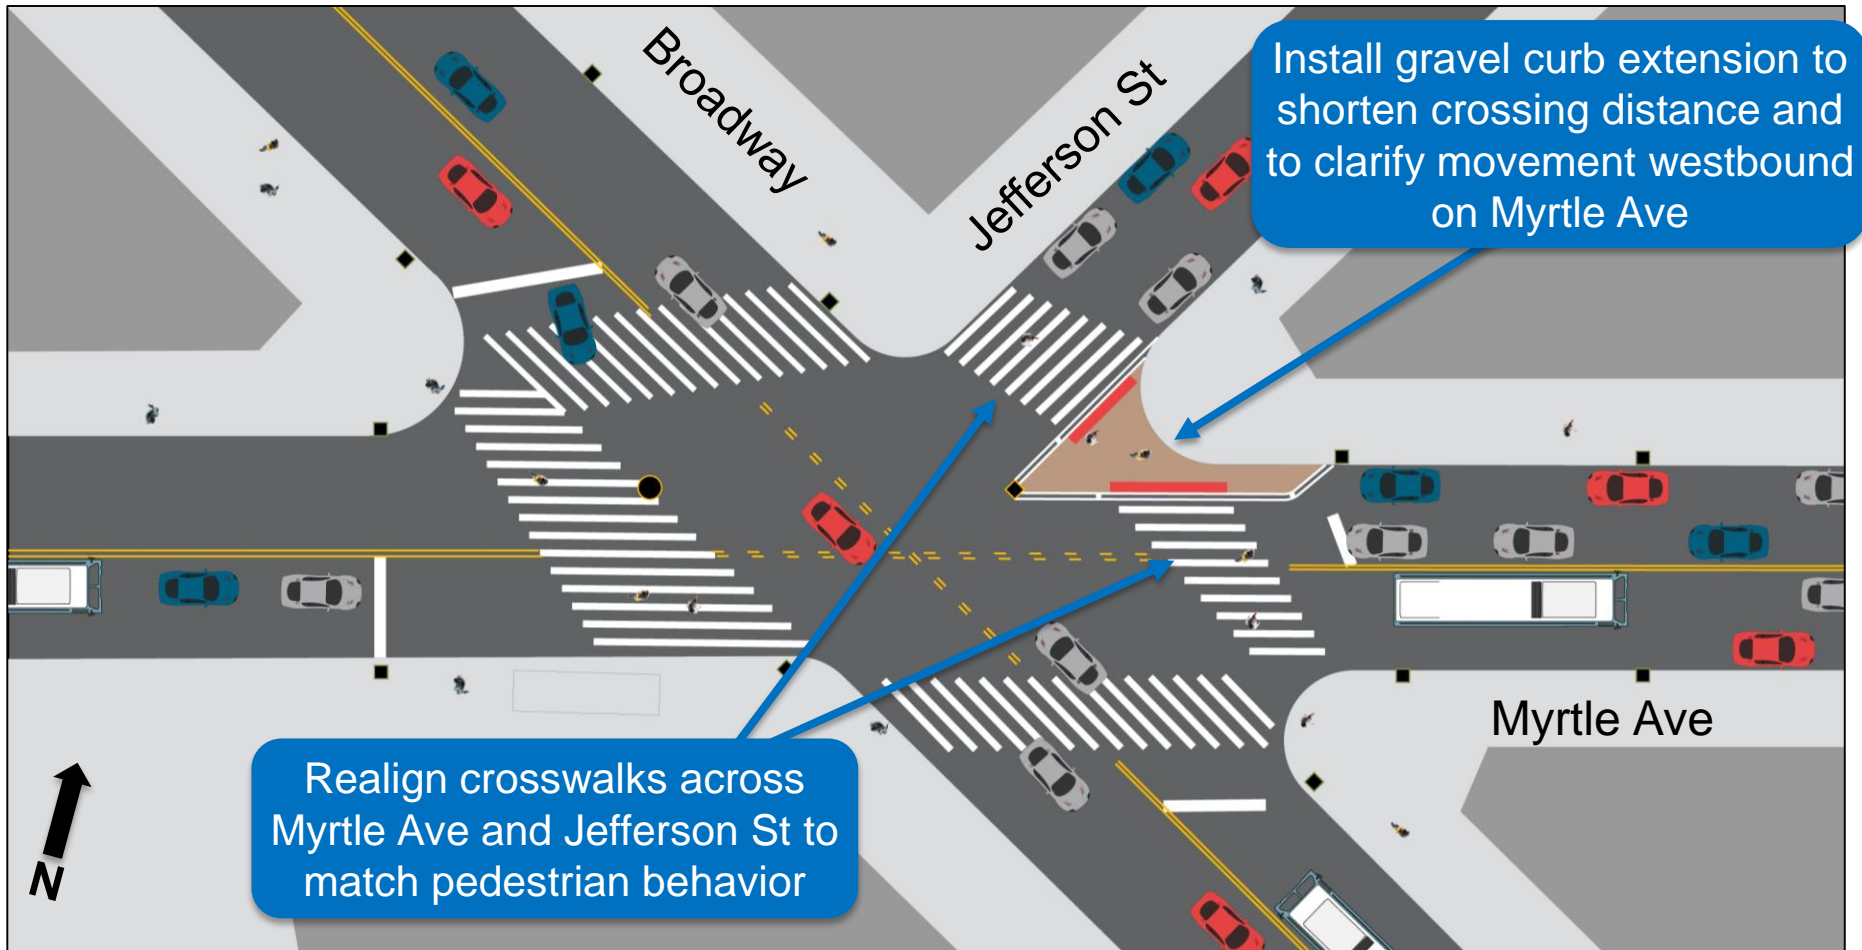 Broadway
Jefferson St
Install gravel curb extension to
shorten crossing distance and
to clarify movement westbound
on Myrtle Ave
Myrtle Ave
Realign crosswalks across
Myrtle Ave and Jefferson St to
match pedestrian behavior
N